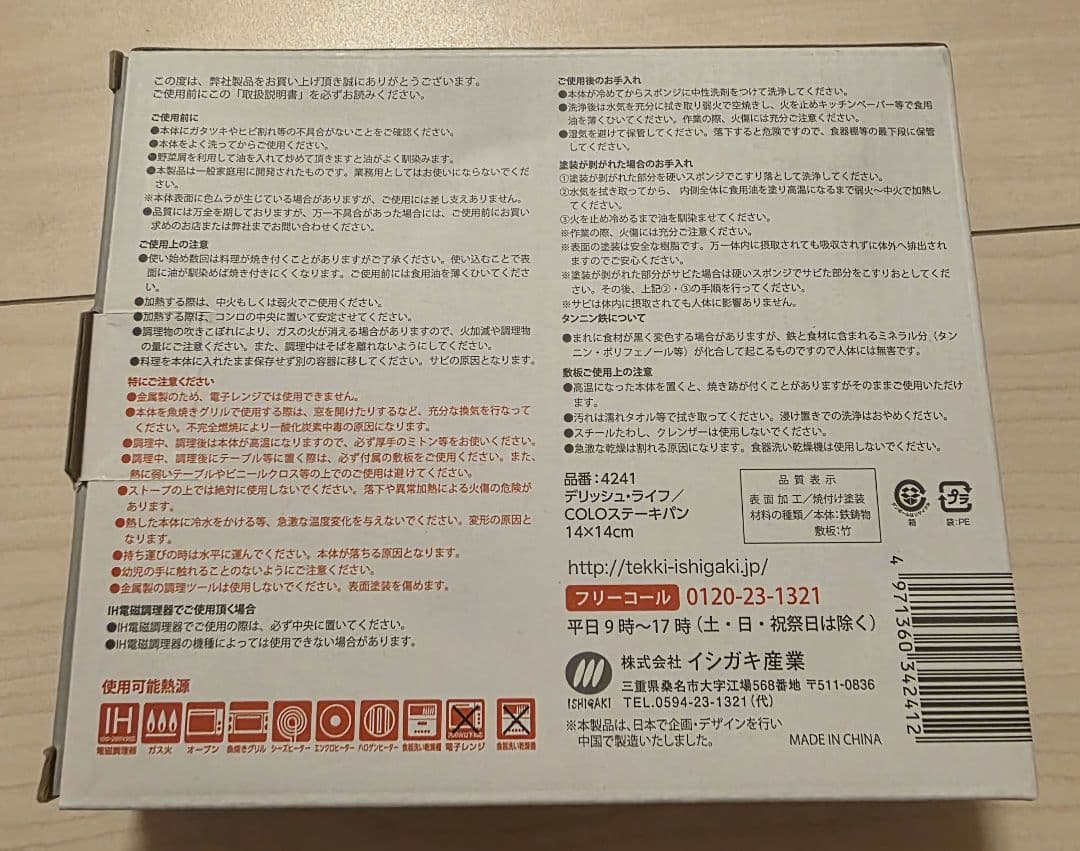 この度は、弊社製品をお買い上げ頂き誠にありがとうございます。
ご使用前にこの「取扱説明書」を必ずお読みください。
ご使用前に
●本体にガタツキやヒビ割れ等の不具合がないことをご確認ください。
●本体をよく洗ってからご使用ください。
●野菜屑を利用して油を入れて炒めて頂きますと油がよく馴染みます。
●本製品は一般家庭用に開発されたものです。業務用としてはお使いにならないでくだ
さい。
※本体表面に色ムラが生じている場合がありますが、ご使用には差し支えありません。
●品質には万全を期しておりますが、万一不具合があった場合には、ご使用前にお買い
求めのお店または弊社までお問い合わせください。
ご使用上の注意
●使い始め数回は料理が焼き付くことがありますがご了承ください。使い込むことで表
面に油が馴染めば焼き付きにくくなります。ご使用前には食用油を薄くひいてくださ
い。
●加熱する際は、中火もしくは弱火でご使用ください。
●加熱する際は、コンロの中央に置いて安定させてください。
●調理物の吹きこぼれにより、ガスの火が消える場合がありますので、火加減や調理物
の量にご注意ください。また、調理中はそばを離れないようにしてください。
●料理を本体に入れたまま保存せず別の容器に移してください。サビの原因となります。
特にご注意ください
●金属製のため、電子レンジでは使用できません。
●本体を魚焼きグリルで使用する際は、窓を開けたりするなど、充分な換気を行なって
ください。不完全燃焼により一酸化炭素中毒の原因になります。
●調理中、調理後は本体が高温になりますので、必ず厚手のミトン等をお使いください。
●調理中、調理後にテーブル等に置く際は、必ず付属の敷板をご使用ください。また、
熱に弱いテーブルやビニールクロス等の上でのご使用は避けてください。
●ストーブの上では絶対に使用しないでください。落下や異常加熱による火傷の危険が
あります。
●熱した本体に冷水をかける等、急激な温度変化を与えないでください。変形の原因と
なります。
●持ち運びの時は水平に運んでください。本体が落ちる原因となります。
●幼児の手に触れることのないようにご注意ください。
●金属製の調理ツールは使用しないでください。表面塗装を傷めます。
IH電磁調理器でご使用頂く場合
●IH電磁調理器でご使用の際は、必ず中央に置いてください。
●IH電磁調理器の機種によっては使用できない場合があります。
使用可能熱源
IH
100・200V対応
電磁調理器 ガス火 オーブン 魚焼きグリル シーズヒーター エンクロヒーター ハロゲンヒーター 食器洗い乾燥機 電子レンジ 食器洗い乾燥機
ご使用後のお手入れ
●本体が冷めてからスポンジに中性洗剤をつけて洗浄してください。
●洗浄後は水気を充分に拭き取り弱火で空焼きし、火を止めキッチンペーパー等で食用
油を薄くひいてください。作業の際、火傷には充分ご注意ください。
●湿気を避けて保管してください。落下すると危険ですので、食器棚等の最下段に保管
してください。
塗装が剥がれた場合のお手入れ
①塗装が剥がれた部分を硬いスポンジでこすり落として洗浄してください。
②水気を拭き取ってから、内側全体に食用油を塗り高温になるまで弱火～中火で加熱し
てください。
③火を止め冷めるまで油を馴染ませてください。
※作業の際、火傷には充分ご注意ください。
※表面の塗装は安全な樹脂です。万一体内に摂取されても吸収されずに体外へ排出され
ますのでご安心ください。
※塗装が剥がれた部分がサビた場合は硬いスポンジでサビた部分をこすりおとしてくだ
さい。その後、上記②・③の手順を行ってください。
※サビは体内に摂取されても人体に影響ありません。
タンニン鉄について
●まれに食材が黒く変色する場合がありますが、鉄と食材に含まれるミネラル分（タン
ニン・ポリフェノール等）が化合して起こるものですので人体には無害です。
敷板ご使用上の注意
●高温になった本体を置くと、焼き跡が付くことがありますがそのままご使用いただけ
ます。
●汚れは濡れタオル等で拭き取ってください。浸け置きでの洗浄はおやめください。
●スチールたわし、クレンザーは使用しないでください。
●急激な乾燥は割れる原因になります。食器洗い乾燥機は使用しないでください。
品番：4241
デリッシュ・ライフ／
COLOステーキパン
14×14cm
品質表示
表面加工／焼付け塗装
材料の種類／本体：鉄鋳物
敷板：竹
箱
プラ
袋：PE
http://tekki-ishigaki.jp/
フリーコール 0120-23-1321
平日9時～17時（土・日・祝祭日は除く）
ISHIGAKI
株式会社 イシガキ産業
三重県桑名市大字江場568番地 〒511-0836
TEL.0594-23-1321（代）
※本製品は、日本で企画・デザインを行い
中国で製造いたしました。
MADE IN CHINA
4 971360 342412